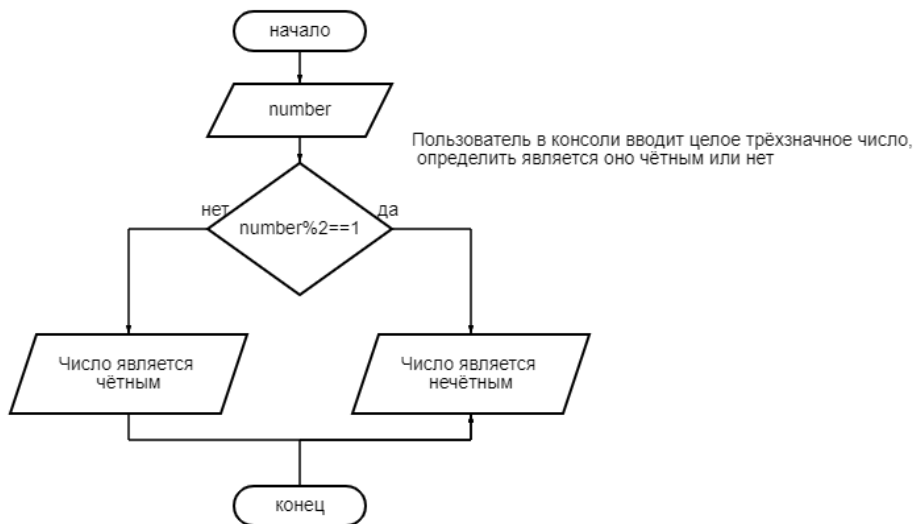 начало
number
Пользователь в консоли вводит целое трёхзначное число,
определить является оно чётным или нет
нет
да
number%2==1
Число является
чётным
Число является
нечётным
конец